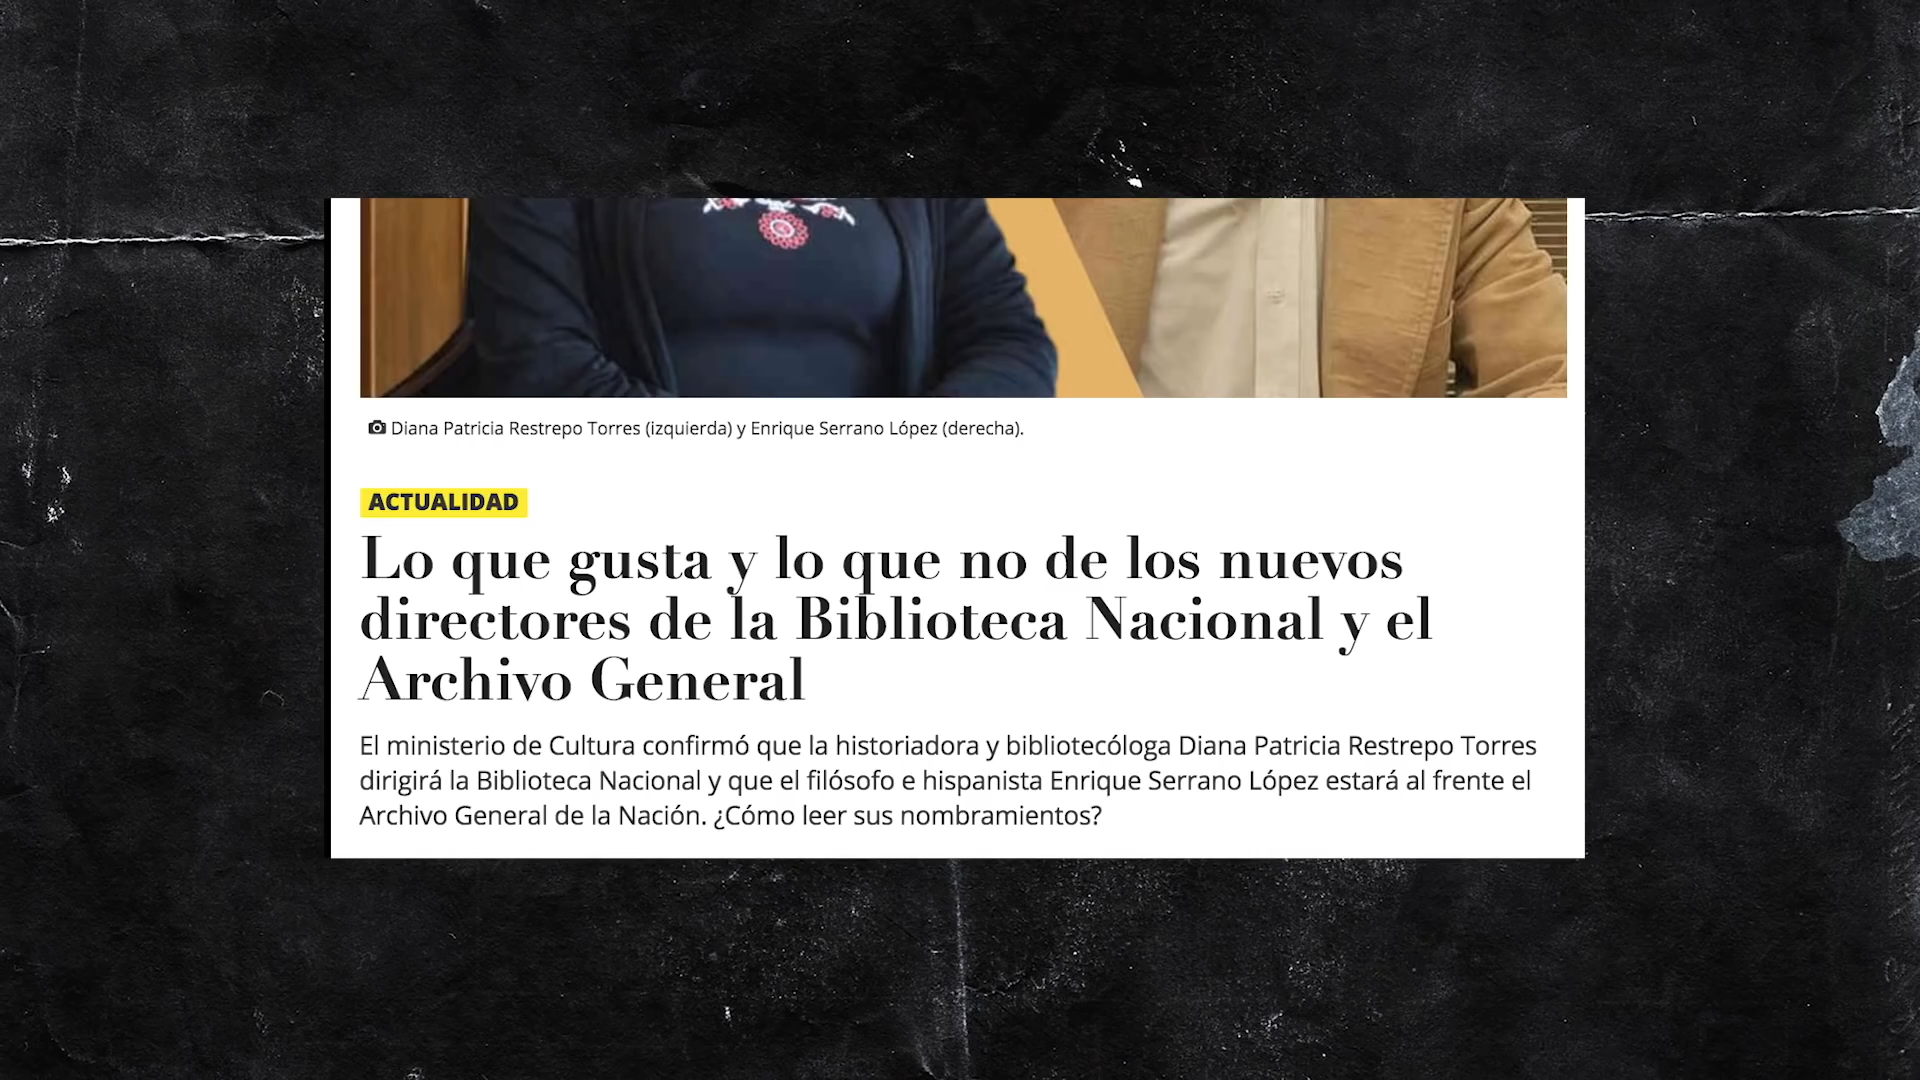 Diana Patricia Restrepo Torres (izquierda) y Enrique Serrano López (derecha).
ACTUALIDAD
Lo que gusta y lo que no de los nuevos
directores de la Biblioteca Nacional y el
Archivo General
El ministerio de Cultura confirmó que la historiadora y bibliotecóloga Diana Patricia Restrepo Torres
dirigirá la Biblioteca Nacional y que el filósofo e hispanista Enrique Serrano López estará al frente el
Archivo General de la Nación. ¿Cómo leer sus nombramientos?